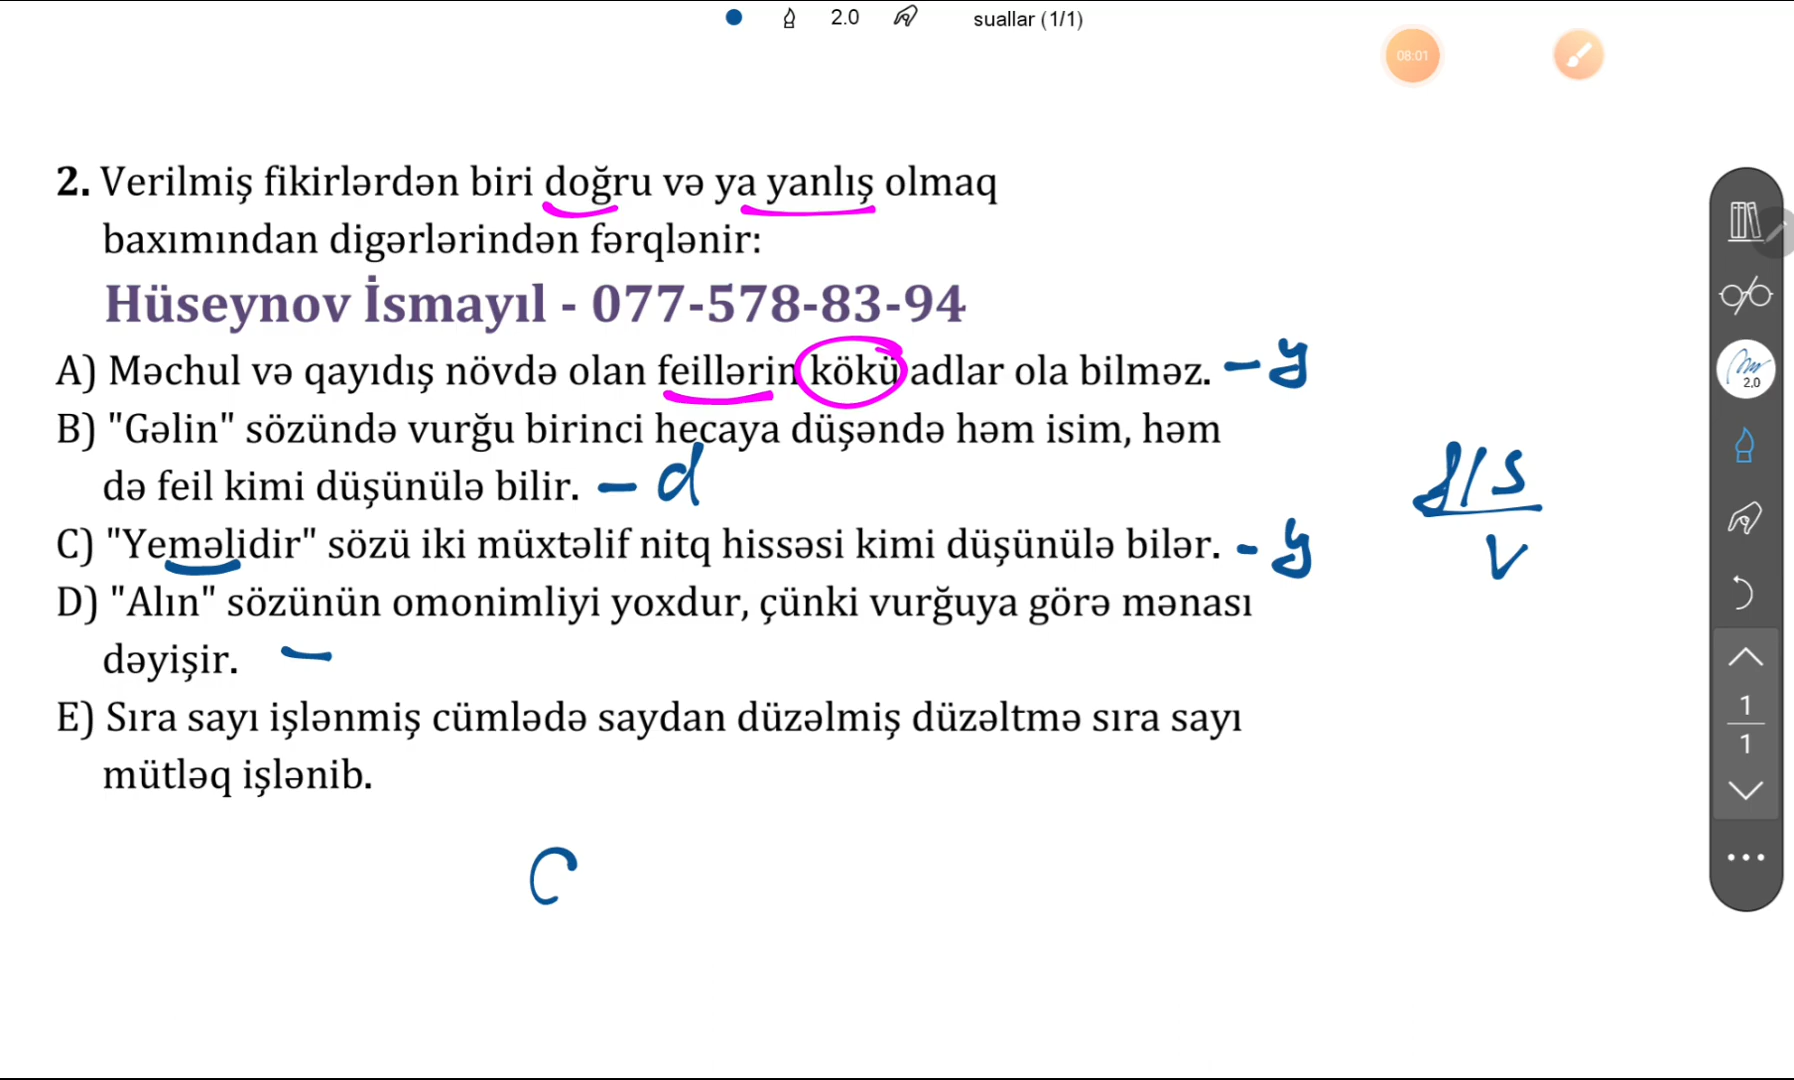 2.0 suallar (1/1)
08:01
2. Verilmiş fikirlərdən biri doğru və ya yanlış olmaq
baxımından digərlərindən fərqlənir:
Hüseynov İsmayıl - 077-578-83-94
A) Məchul və qayıdış növdə olan feillərin kökü adlar ola bilməz. - y
B) "Gəlin" sözündə vurğu birinci hecaya düşəndə həm isim, həm
də feil kimi düşünülə bilir. - d
C) "Yeməlidir" sözü iki müxtəlif nitq hissəsi kimi düşünülə bilər. - y
D) "Alın" sözünün omonimliyi yoxdur, çünki vurğuya görə mənası
dəyişir. -
E) Sıra sayı işlənmiş cümlədə saydan düzəlmiş düzəltmə sıra sayı
mütləq işlənib.
C
2.0
1
1